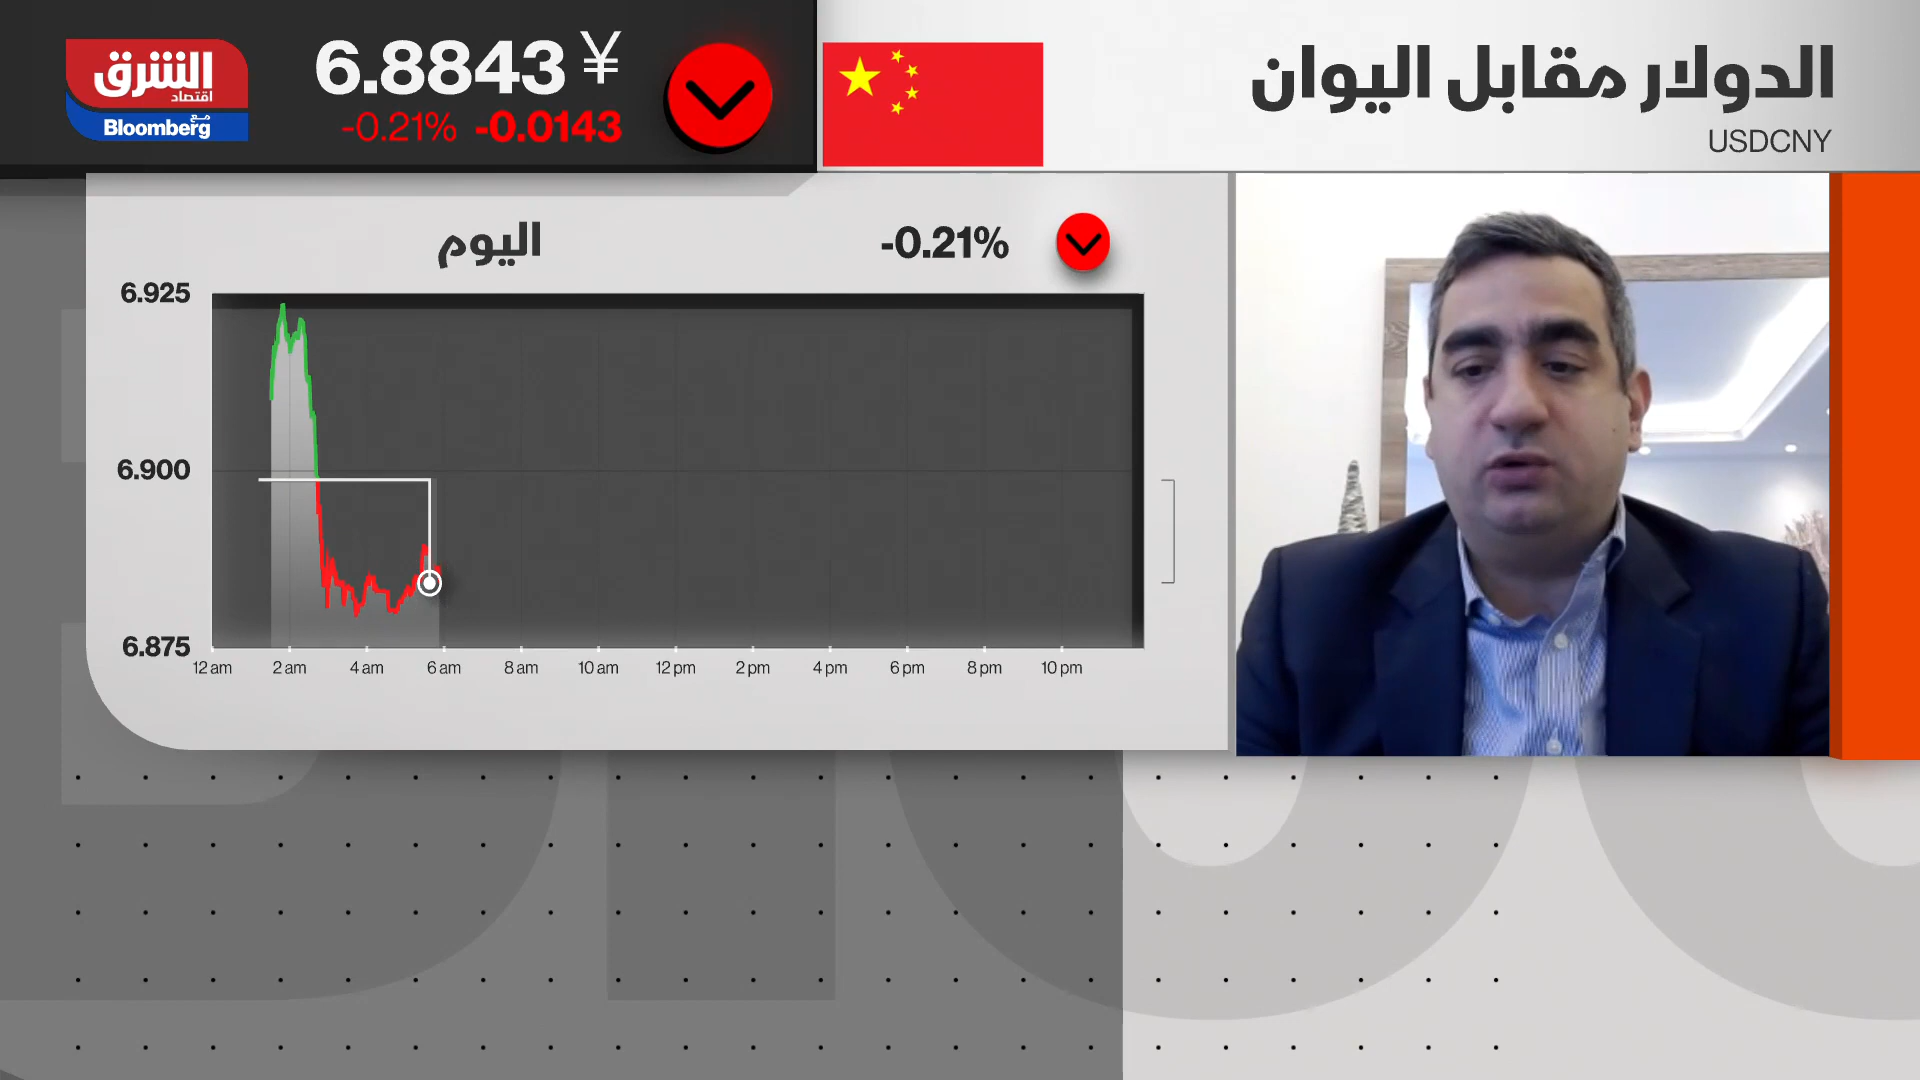 الشرق
اقتصاد
مع
Bloomberg
6.8843 ¥
-0.21% -0.0143
الدولار مقابل اليوان
USDCNY
اليوم
-0.21%
6.925
6.900
6.875
12 am 2 am 4 am 6 am 8 am 10 am 12 pm 2 pm 4 pm 6 pm 8 pm 10 pm